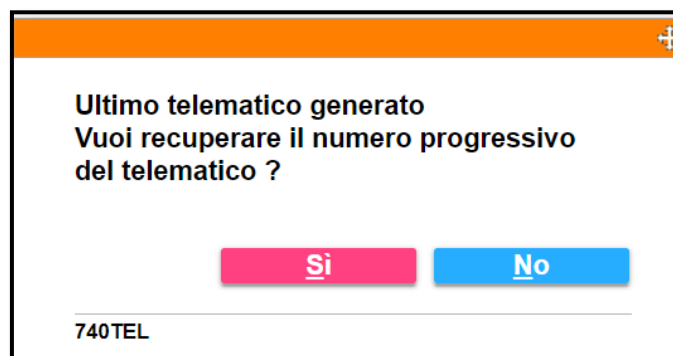 Ultimo telematico generato
Vuoi recuperare il numero progressivo
del telematico ?
Sì
No
740TEL